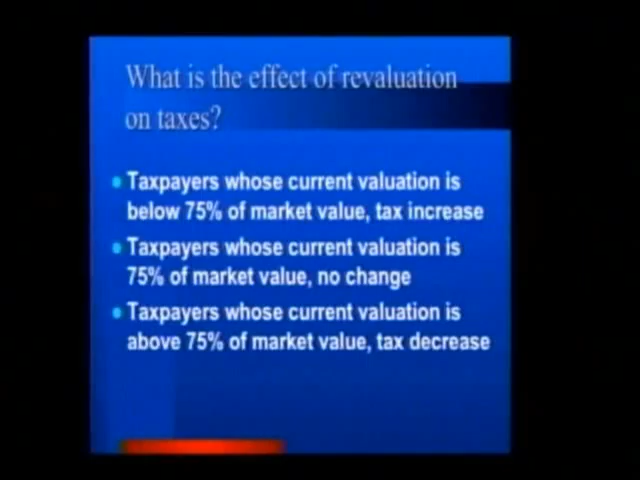 What is the effect of revaluation
on taxes?
Taxpayers whose current valuation is
below 75% of market value, tax increase
Taxpayers whose current valuation is
75% of market value, no change
Taxpayers whose current valuation is
above 75% of market value, tax decrease